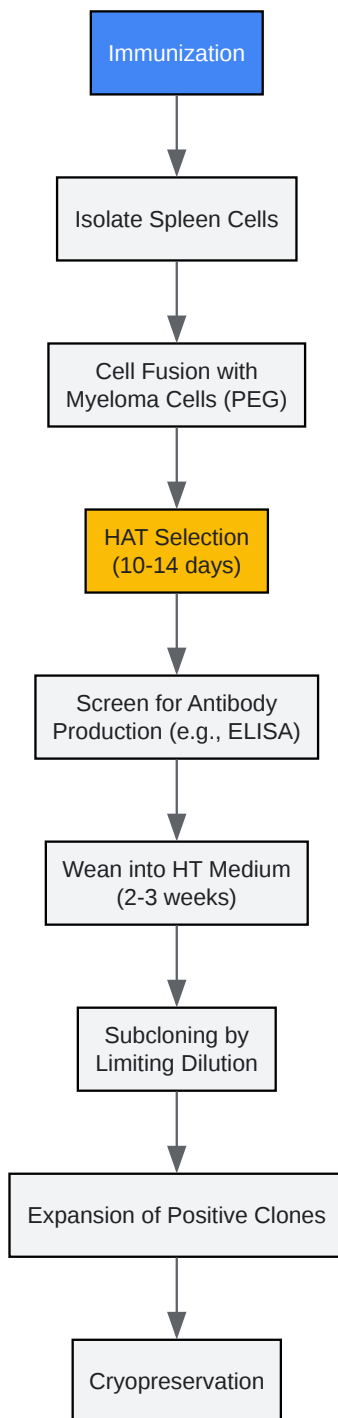 Immunization
Isolate Spleen Cells
Cell Fusion with
Myeloma Cells (PEG)
HAT Selection
(10-14 days)
Screen for Antibody
Production (e.g., ELISA)
Wean into HT Medium
(2-3 weeks)
Subcloning by
Limiting Dilution
Expansion of Positive Clones
Cryopreservation